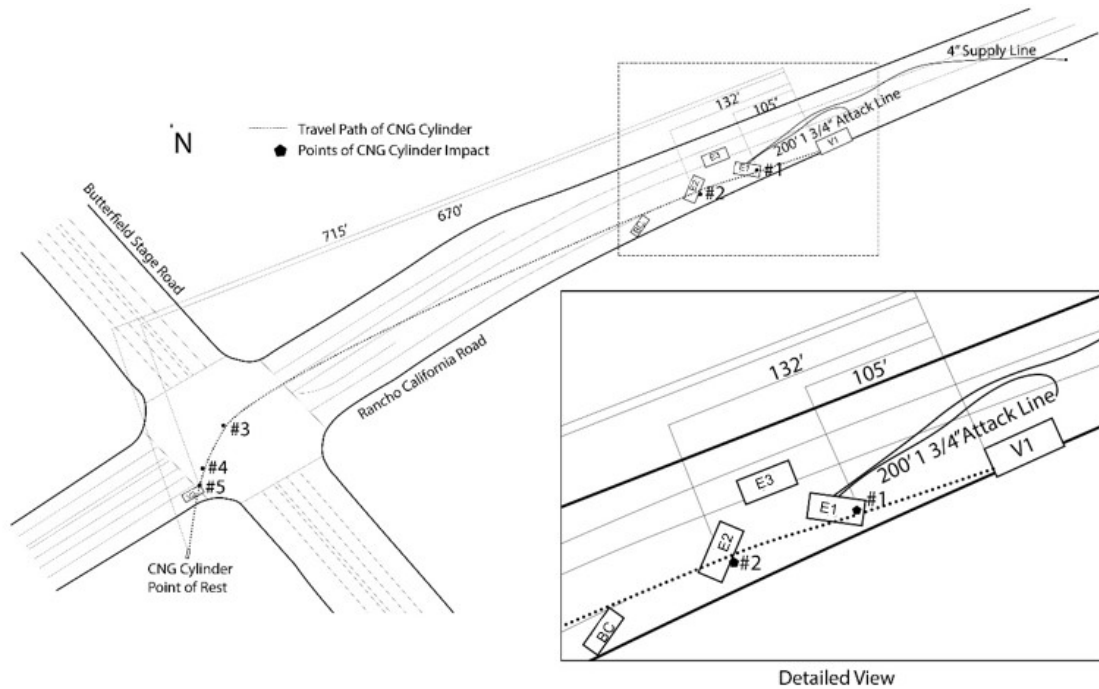 4" Supply Line
132'
105'
200' 1 3/4" Attack Line
V1
E3
E1
#1
E2
#2
BC
N
Travel Path of CNG Cylinder
Points of CNG Cylinder Impact
Butterfield Stage Road
670'
715'
Rancho California Road
#3
#4
#5
CNG Cylinder
Point of Rest
132'
105'
200' 1 3/4" Attack Line
V1
E3
E1
#1
E2
#2
BC
Detailed View